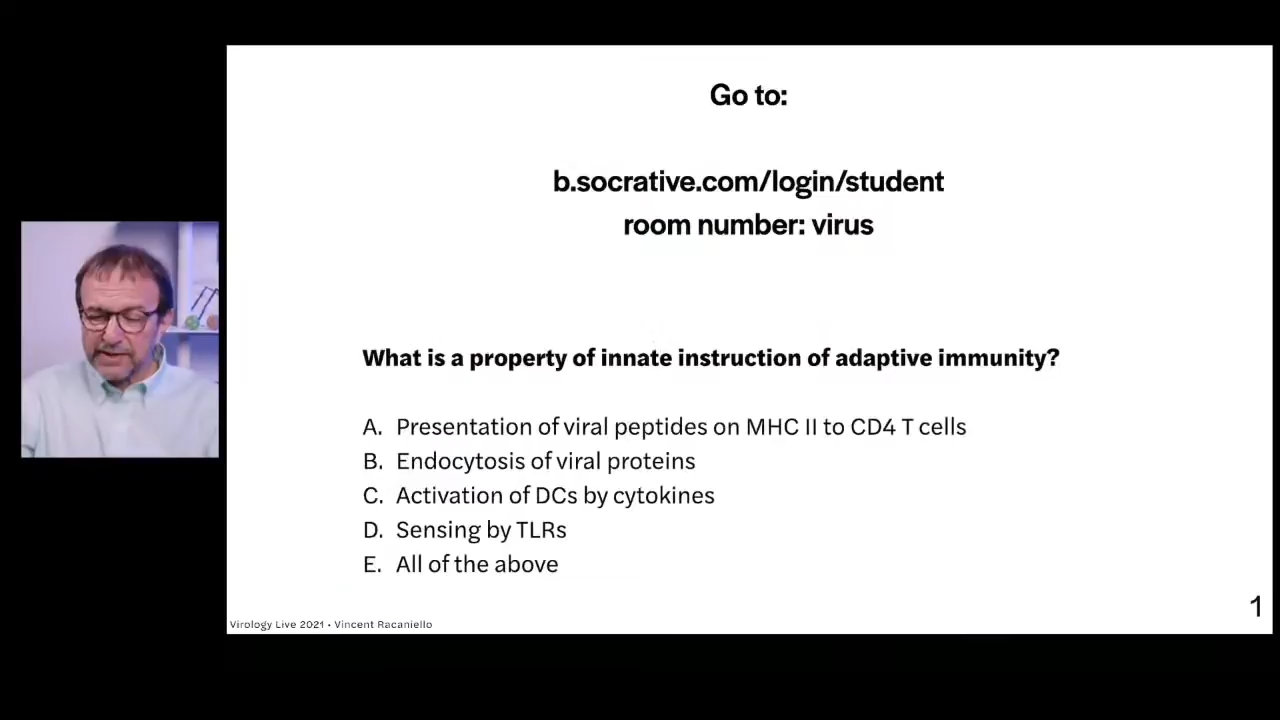 Go to:
b.socrative.com/login/student
room number: virus
What is a property of innate instruction of adaptive immunity?
A. Presentation of viral peptides on MHC II to CD4 T cells
B. Endocytosis of viral proteins
C. Activation of DCs by cytokines
D. Sensing by TLRs
E. All of the above
1
Virology Live 2021 • Vincent Racaniello